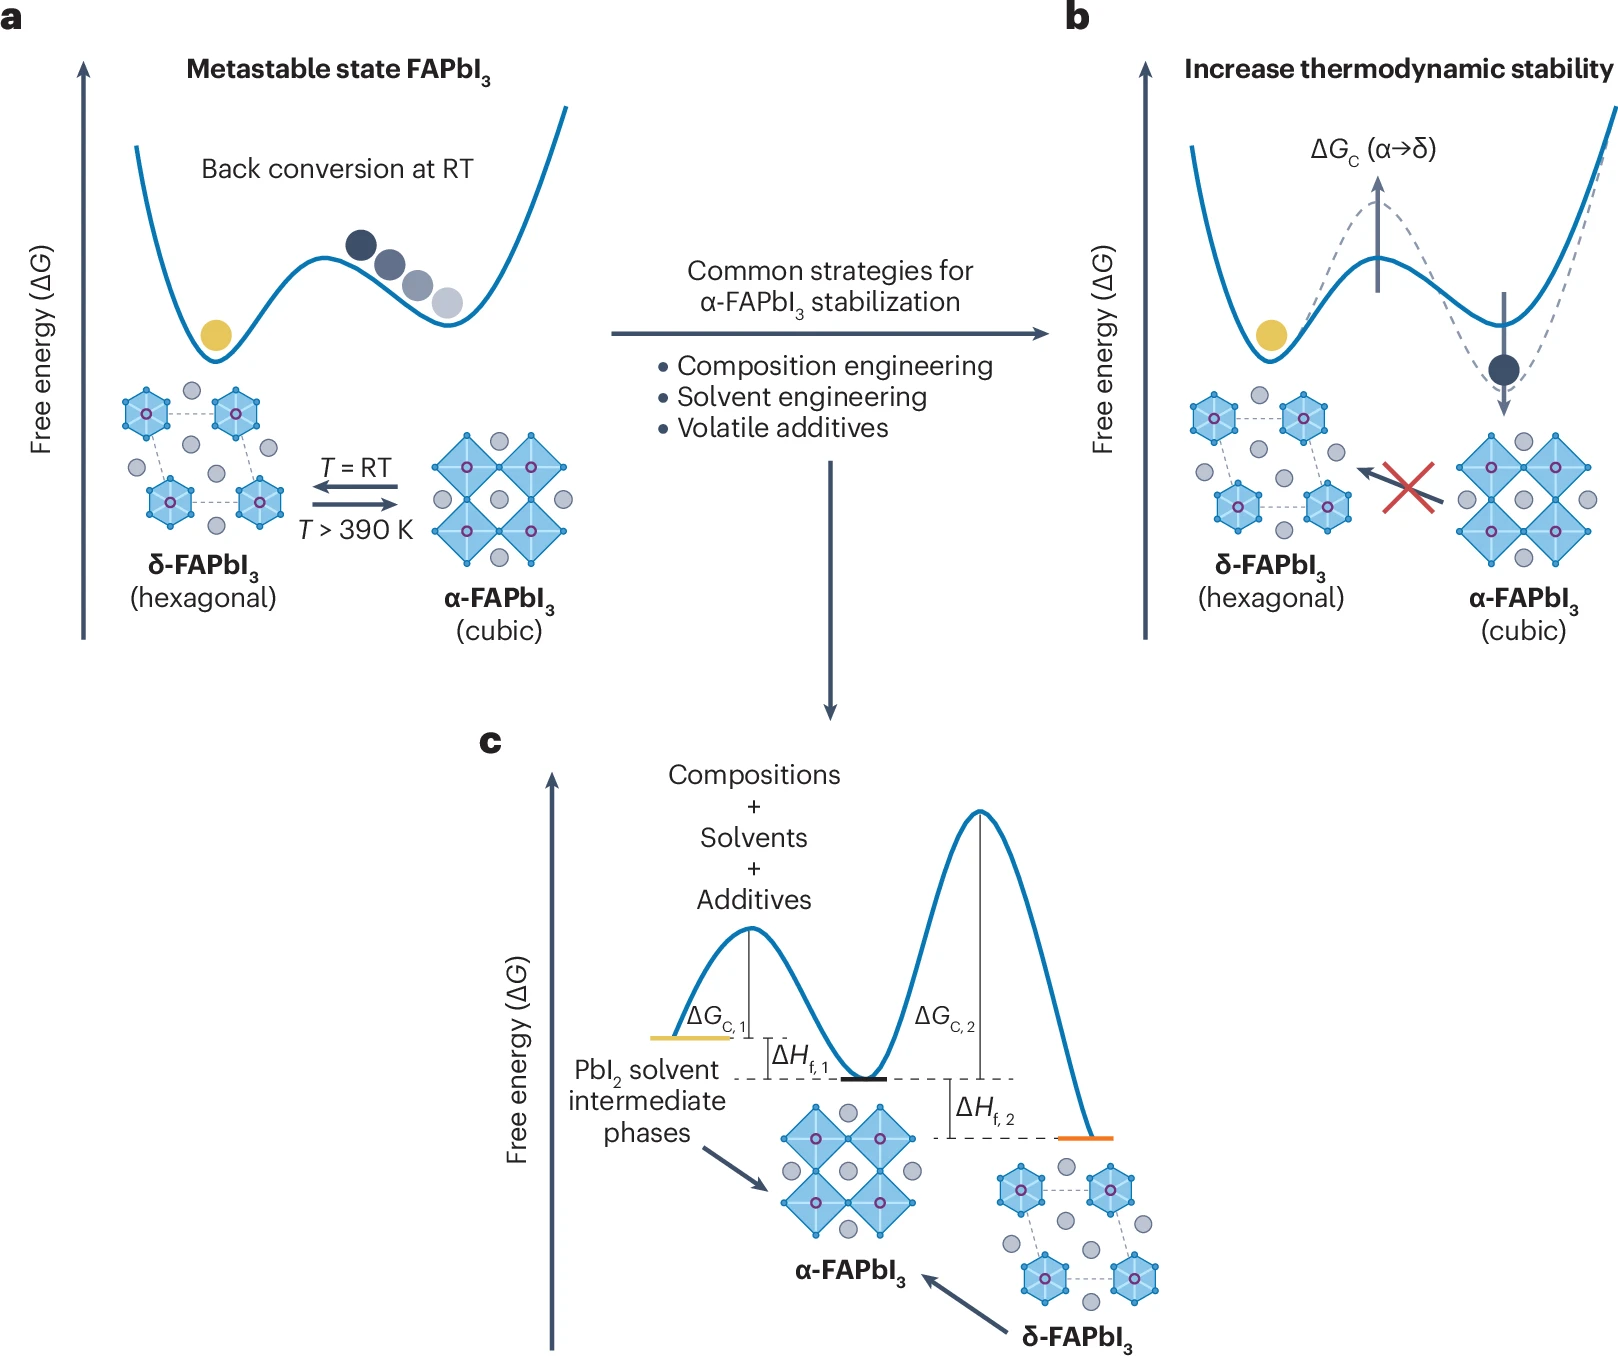 a
Metastable state FAPbI3
Free energy (ΔG)
Back conversion at RT
T = RT
T > 390 K
δ-FAPbI3
(hexagonal)
α-FAPbI3
(cubic)
Common strategies for
α-FAPbI3 stabilization
• Composition engineering
• Solvent engineering
• Volatile additives
b
Increase thermodynamic stability
Free energy (ΔG)
ΔGC (α→δ)
δ-FAPbI3
(hexagonal)
α-FAPbI3
(cubic)
c
Free energy (ΔG)
Compositions
+
Solvents
+
Additives
ΔGC, 1
ΔGC, 2
ΔHf, 1
ΔHf, 2
PbI2 solvent
intermediate
phases
α-FAPbI3
δ-FAPbI3